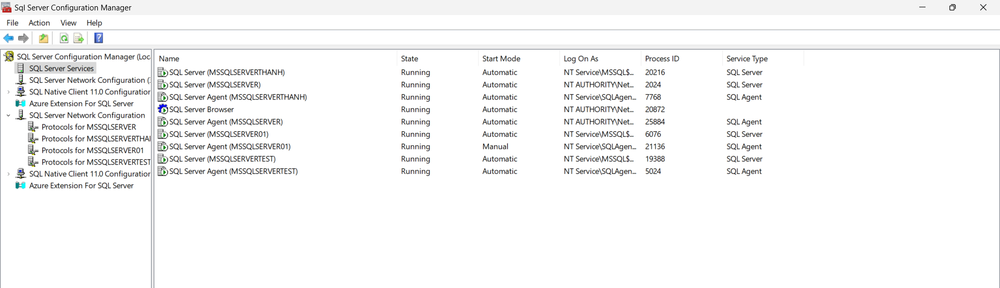 Sql Server Configuration Manager
File Action View Help
SQL Server Configuration Manager (Loc
SQL Server Services
SQL Server Network Configuration (
SQL Native Client 11.0 Configuration
Azure Extension For SQL Server
SQL Server Network Configuration
Protocols for MSSQLSERVER
Protocols for MSSQLSERVERTHA
Protocols for MSSQLSERVER01
Protocols for MSSQLSERVERTEST
SQL Native Client 11.0 Configuration
Azure Extension For SQL Server
Name State Start Mode Log On As Process ID Service Type
SQL Server (MSSQLSERVERTHANH) Running Automatic NT Service\MSSQL$... 20216 SQL Server
SQL Server (MSSQLSERVER) Running Automatic NT AUTHORITY\Net... 2024 SQL Server
SQL Server Agent (MSSQLSERVERTHANH) Running Automatic NT Service\SQLAgen... 7768 SQL Agent
SQL Server Browser Running Automatic NT AUTHORITY\Net... 20872
SQL Server Agent (MSSQLSERVER) Running Automatic NT AUTHORITY\Net... 25884 SQL Agent
SQL Server (MSSQLSERVER01) Running Automatic NT Service\MSSQL$... 6076 SQL Server
SQL Server Agent (MSSQLSERVER01) Running Manual NT Service\SQLAgen... 21136 SQL Agent
SQL Server (MSSQLSERVERTEST) Running Automatic NT Service\MSSQL$... 19388 SQL Server
SQL Server Agent (MSSQLSERVERTEST) Running Automatic NT Service\SQLAgen... 5024 SQL Agent